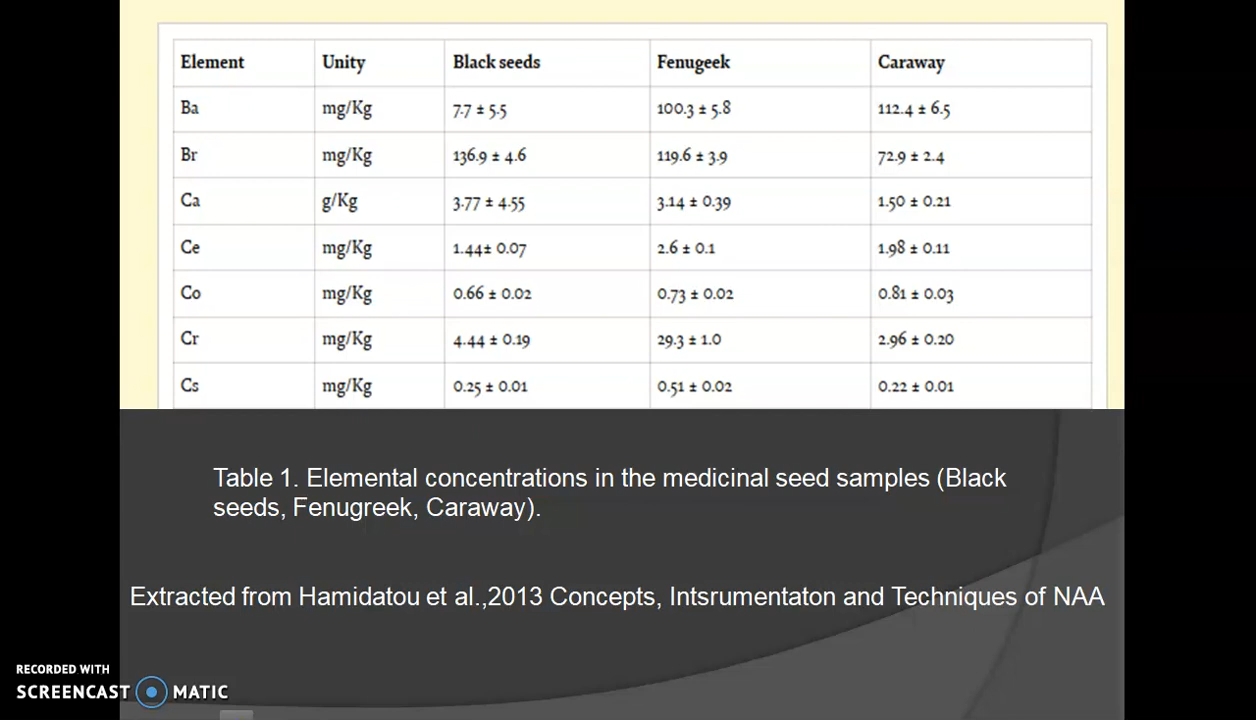 Element Unity Black seeds Fenugeek Caraway
Ba mg/Kg 7.7 ± 5.5 100.3 ± 5.8 112.4 ± 6.5
Br mg/Kg 136.9 ± 4.6 119.6 ± 3.9 72.9 ± 2.4
Ca g/Kg 3.77 ± 4.55 3.14 ± 0.39 1.50 ± 0.21
Ce mg/Kg 1.44± 0.07 2.6 ± 0.1 1.98 ± 0.11
Co mg/Kg 0.66 ± 0.02 0.73 ± 0.02 0.81 ± 0.03
Cr mg/Kg 4.44 ± 0.19 29.3 ± 1.0 2.96 ± 0.20
Cs mg/Kg 0.25 ± 0.01 0.51 ± 0.02 0.22 ± 0.01
Table 1. Elemental concentrations in the medicinal seed samples (Black
seeds, Fenugreek, Caraway).
Extracted from Hamidatou et al.,2013 Concepts, Intsrumentaton and Techniques of NAA
RECORDED WITH
SCREENCAST MATIC